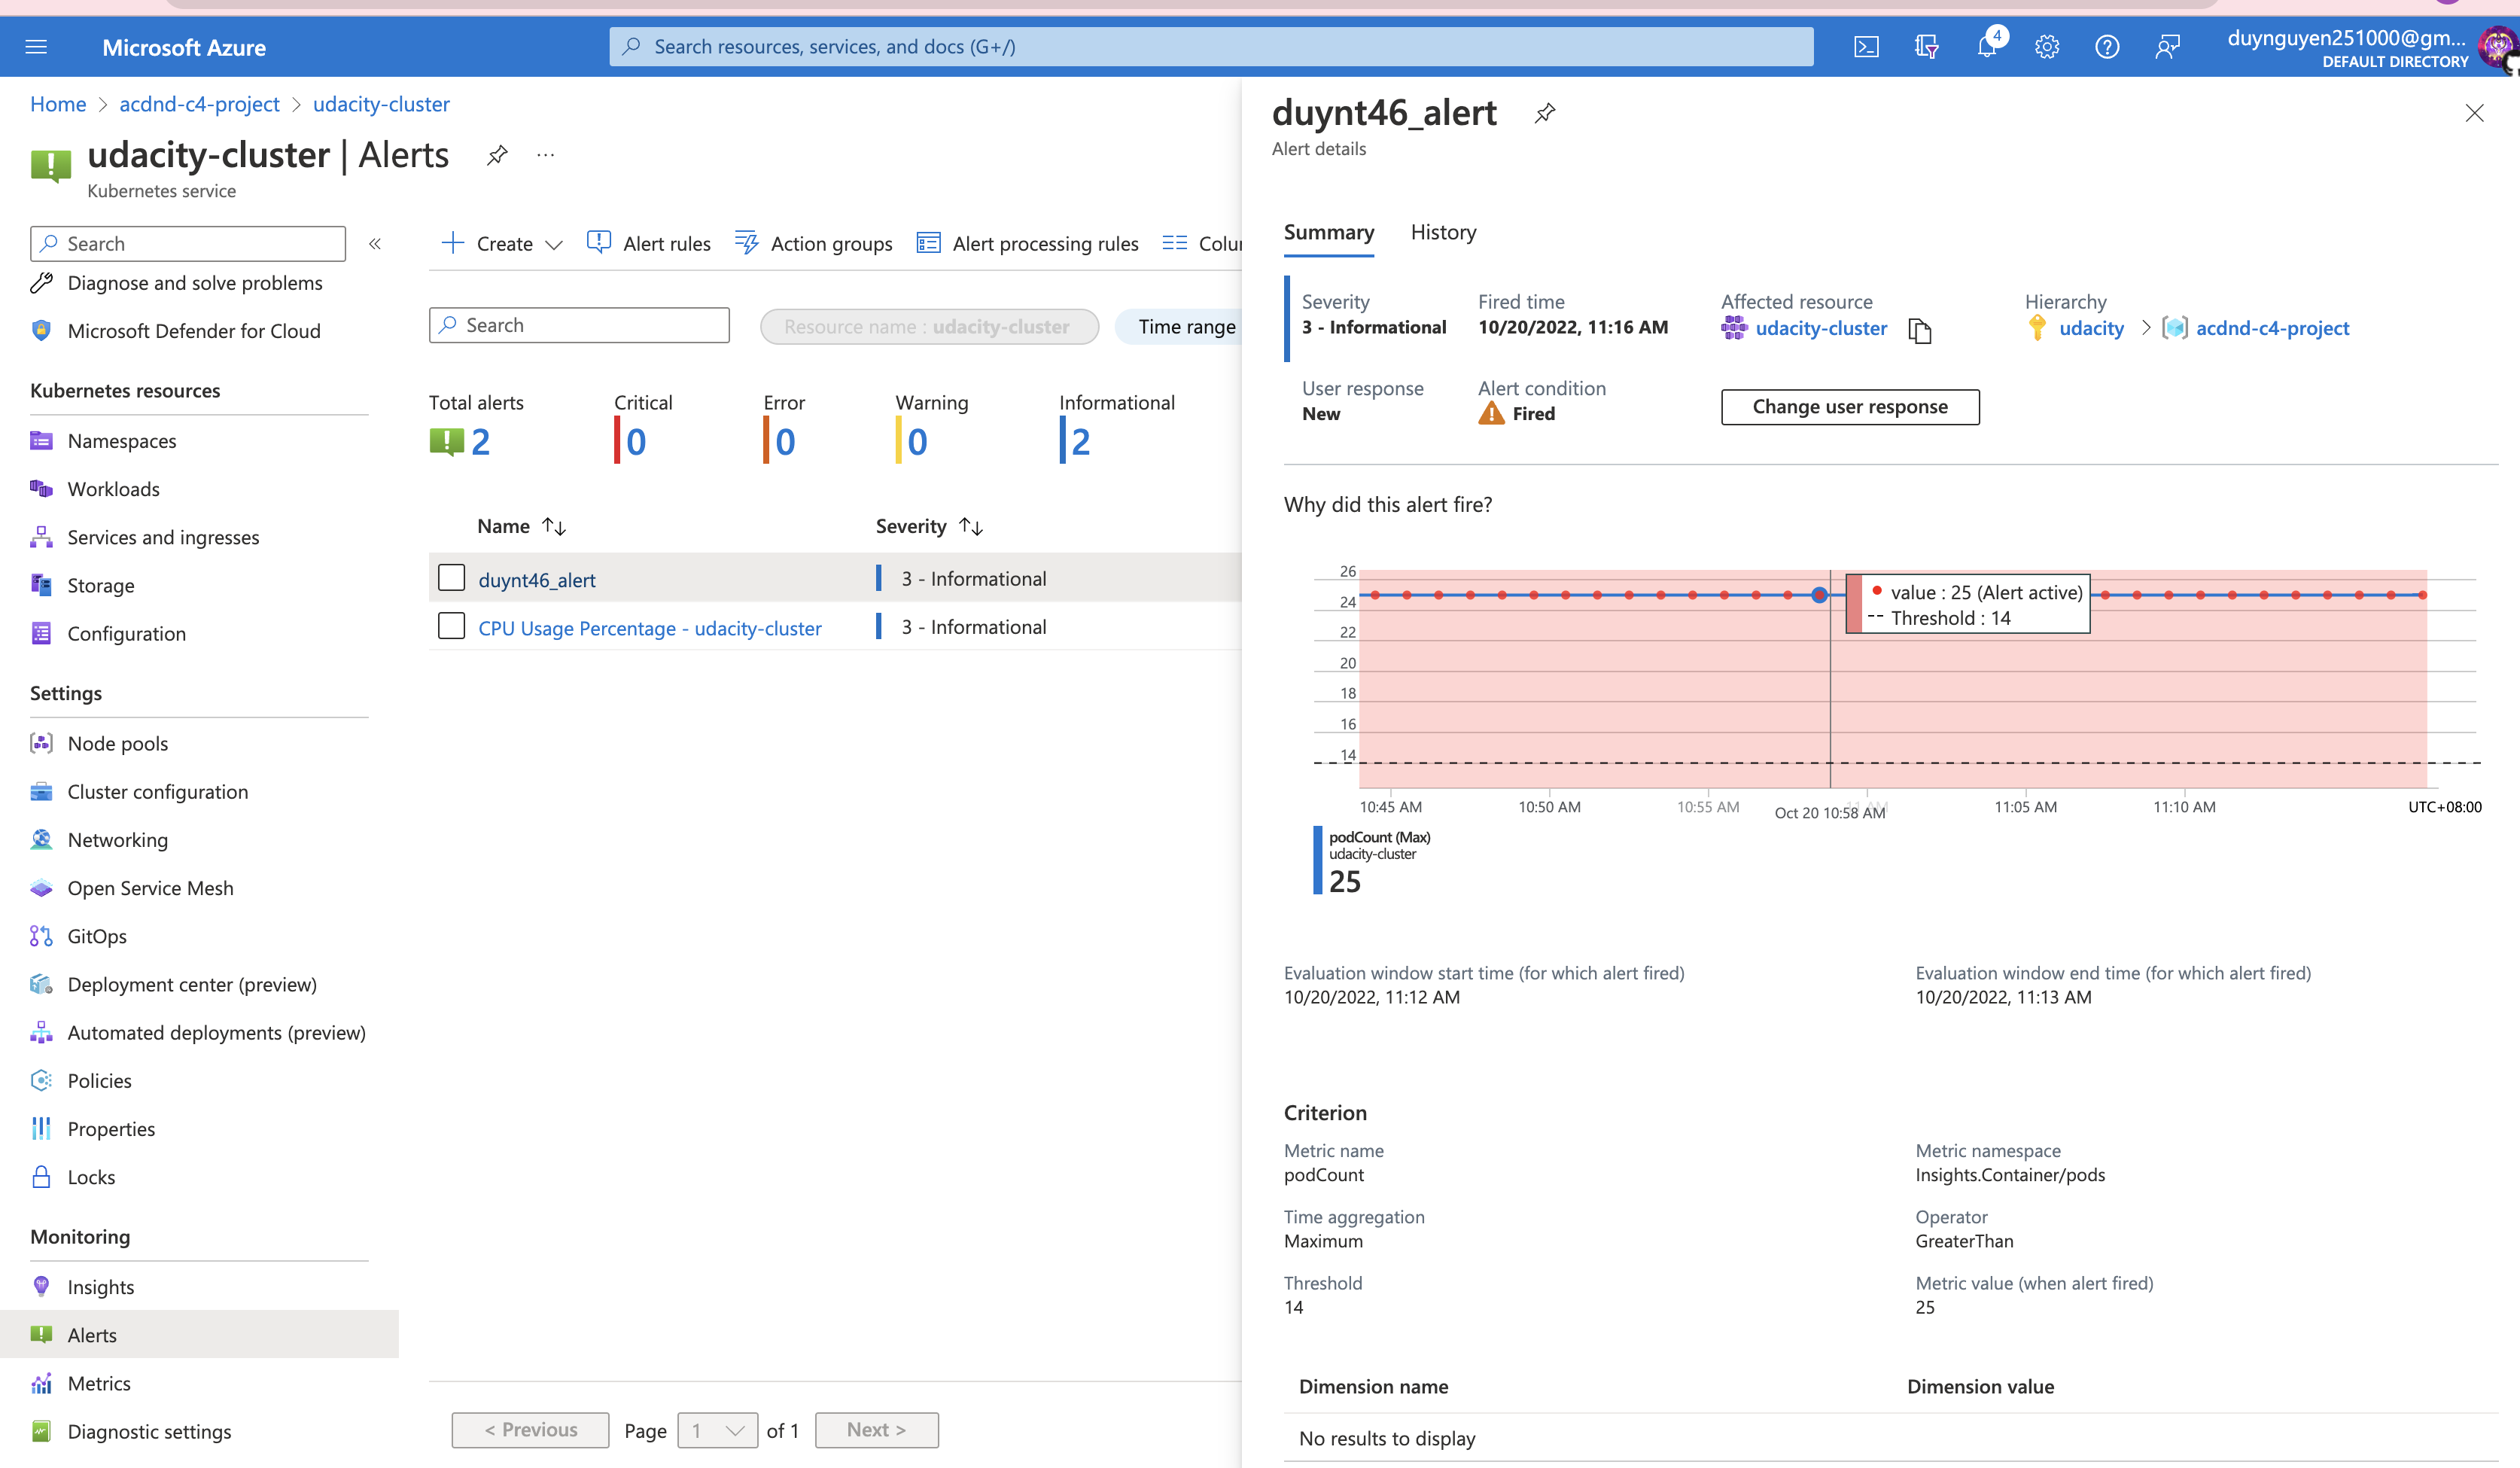 Microsoft Azure
Search resources, services, and docs (G+/)
4
duynguyen251000@gm...
DEFAULT DIRECTORY
Home > acdnd-c4-project > udacity-cluster
udacity-cluster | Alerts
...
Kubernetes service
Search
«
Diagnose and solve problems
Microsoft Defender for Cloud
Kubernetes resources
Namespaces
Workloads
Services and ingresses
Storage
Configuration
Settings
Node pools
Cluster configuration
Networking
Open Service Mesh
GitOps
Deployment center (preview)
Automated deployments (preview)
Policies
Properties
Locks
Monitoring
Insights
Alerts
Metrics
Diagnostic settings
Create
Alert rules
Action groups
Alert processing rules
Colu
Search
Resource name : udacity-cluster
Time range
Total alerts
2
Critical
0
Error
0
Warning
0
Informational
2
Name ↑↓ Severity ↑↓
duynt46_alert 3 - Informational
CPU Usage Percentage - udacity-cluster 3 - Informational
< Previous Page 1 of 1 Next >
duynt46_alert
Alert details
Summary History
Severity
3 - Informational
Fired time
10/20/2022, 11:16 AM
Affected resource
udacity-cluster
Hierarchy
udacity > acdnd-c4-project
User response
New
Alert condition
Fired
Change user response
Why did this alert fire?
26
24
22
20
18
16
14
value : 25 (Alert active)
-- Threshold : 14
10:45 AM 10:50 AM 10:55 AM 11 AM 11:05 AM 11:10 AM UTC+08:00
Oct 20 10:58 AM
podCount (Max)
udacity-cluster
25
Evaluation window start time (for which alert fired)
10/20/2022, 11:12 AM
Evaluation window end time (for which alert fired)
10/20/2022, 11:13 AM
Criterion
Metric name
podCount
Metric namespace
Insights.Container/pods
Time aggregation
Maximum
Operator
GreaterThan
Threshold
14
Metric value (when alert fired)
25
Dimension name Dimension value
No results to display